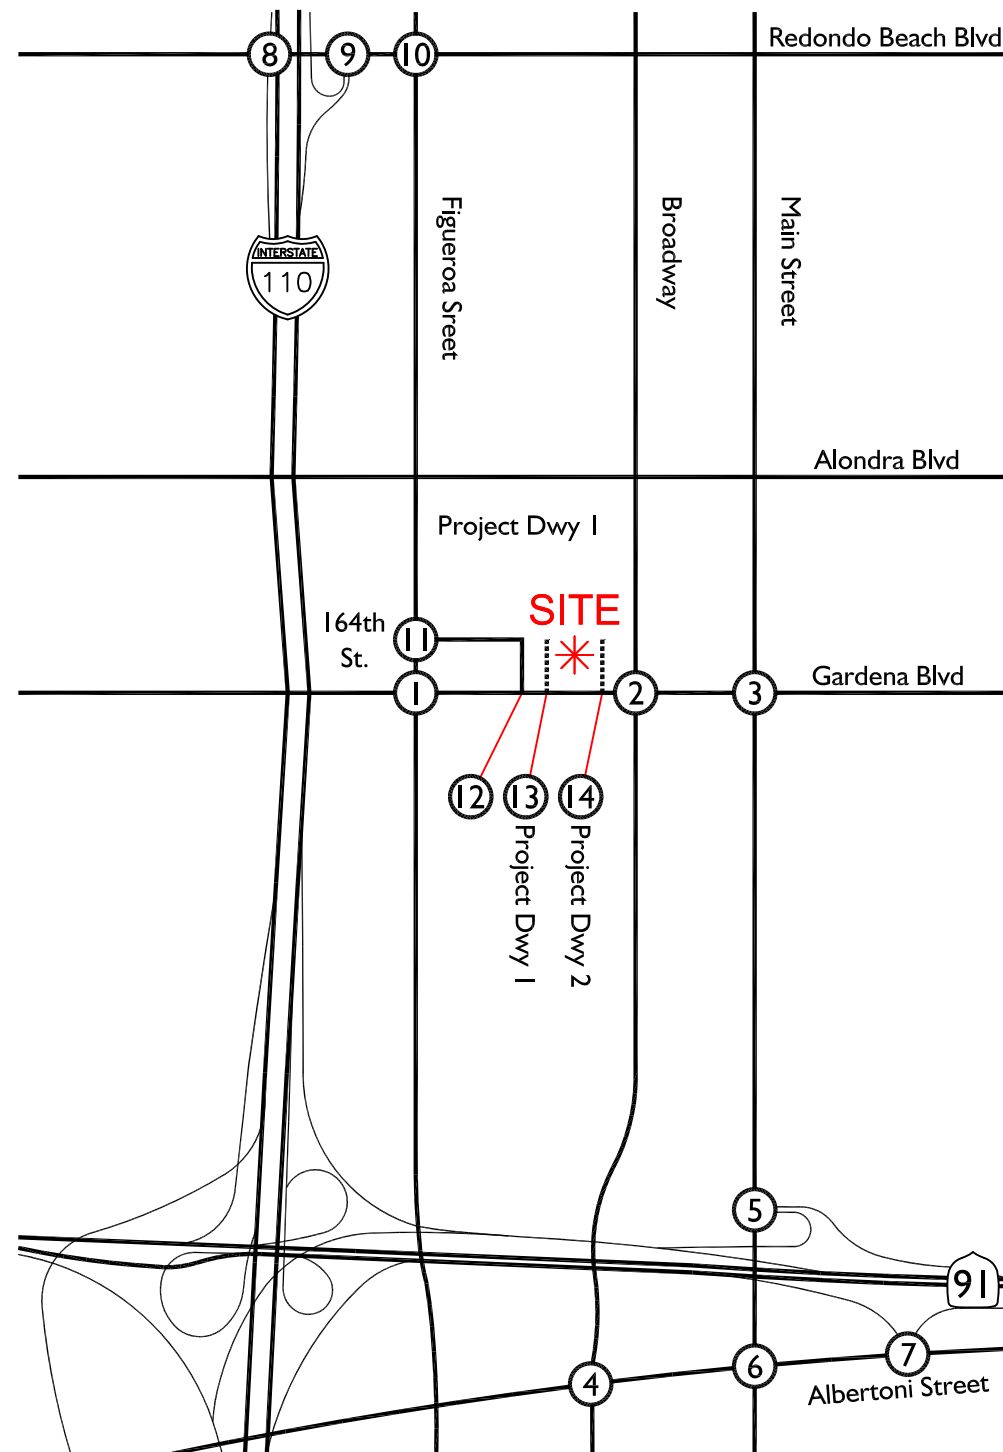 8
9
10
Redondo Beach Blvd
Figueroa Sreet
Broadway
Main Street
INTERSTATE
110
Alondra Blvd
Project Dwy 1
SITE
164th
St.
11
1
2
3
Gardena Blvd
12
13
14
Project Dwy 1
Project Dwy 2
5
91
4
6
7
Albertoni Street